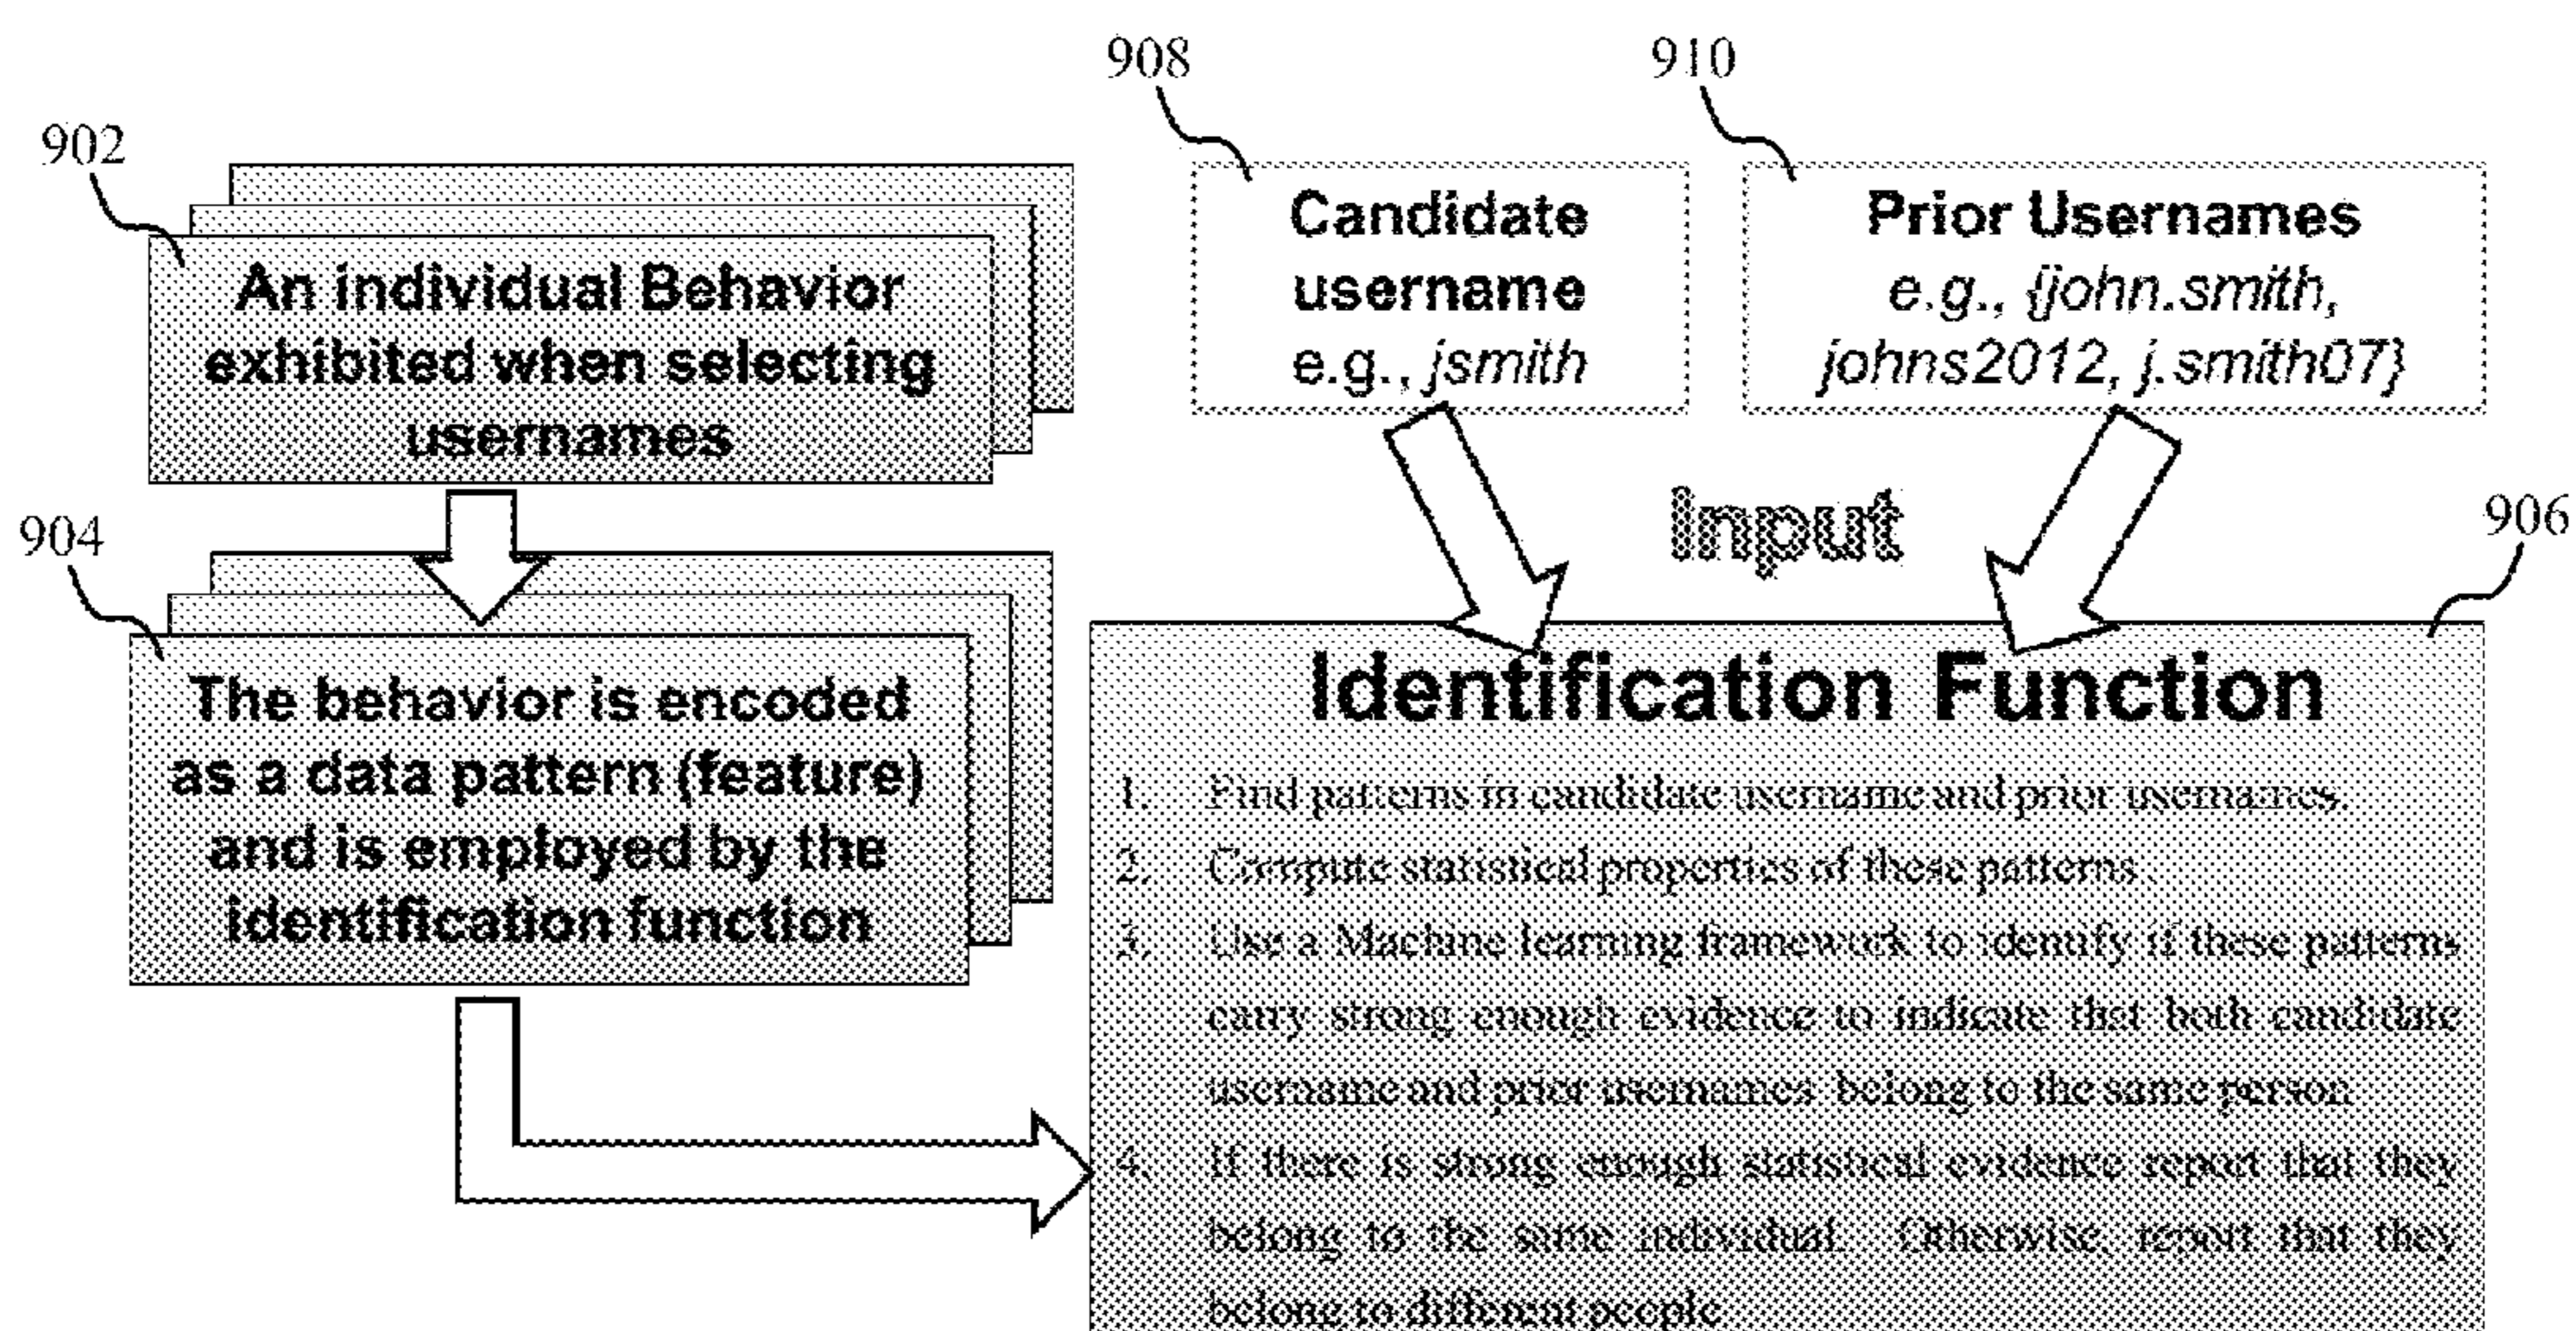 908
910
902
An individual Behavior
exhibited when selecting
usernames
Candidate
username
e.g., jsmith
Prior Usernames
e.g., {john.smith,
johns2012, j.smith07}
Input
904
906
The behavior is encoded
as a data pattern (feature)
and is employed by the
identification function
Identification Function
1. Find patterns in candidate username and prior usernames.
2. Compute statistical properties of these patterns.
3. Use a Machine learning framework to identify if these patterns
carry strong enough evidence to indicate that both candidate
username and prior usernames belong to the same person
4. If there is strong enough statistical evidence report that they
belong to the same individual. Otherwise, report that they
belong to different people